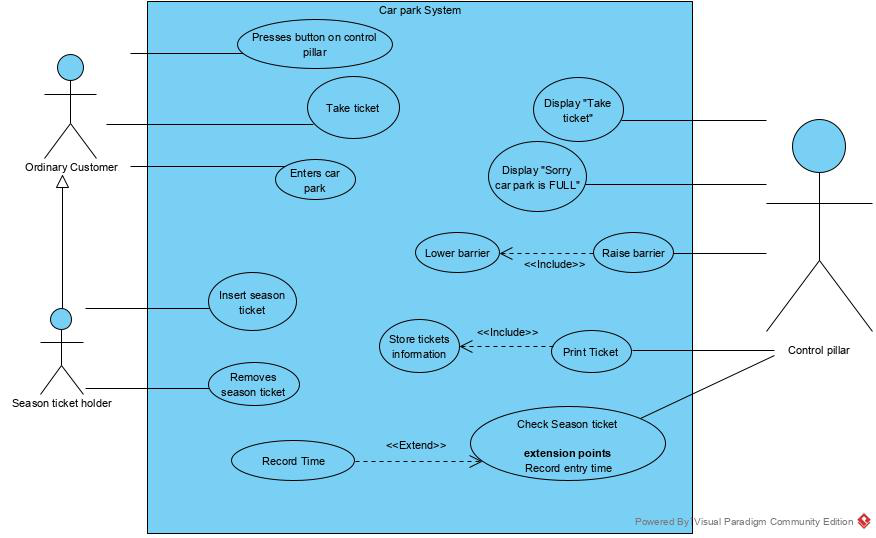 Car park System
Presses button on control
pillar
Take ticket
Display "Take
ticket"
Ordinary Customer
Enters car
park
Display "Sorry
car park is FULL"
Lower barrier
<<Include>>
Raise barrier
Insert season
ticket
Store tickets
information
<<Include>>
Print Ticket
Control pillar
Removes
season ticket
Season ticket holder
Check Season ticket
extension points
Record entry time
<<Extend>>
Record Time
Powered By Visual Paradigm Community Edition